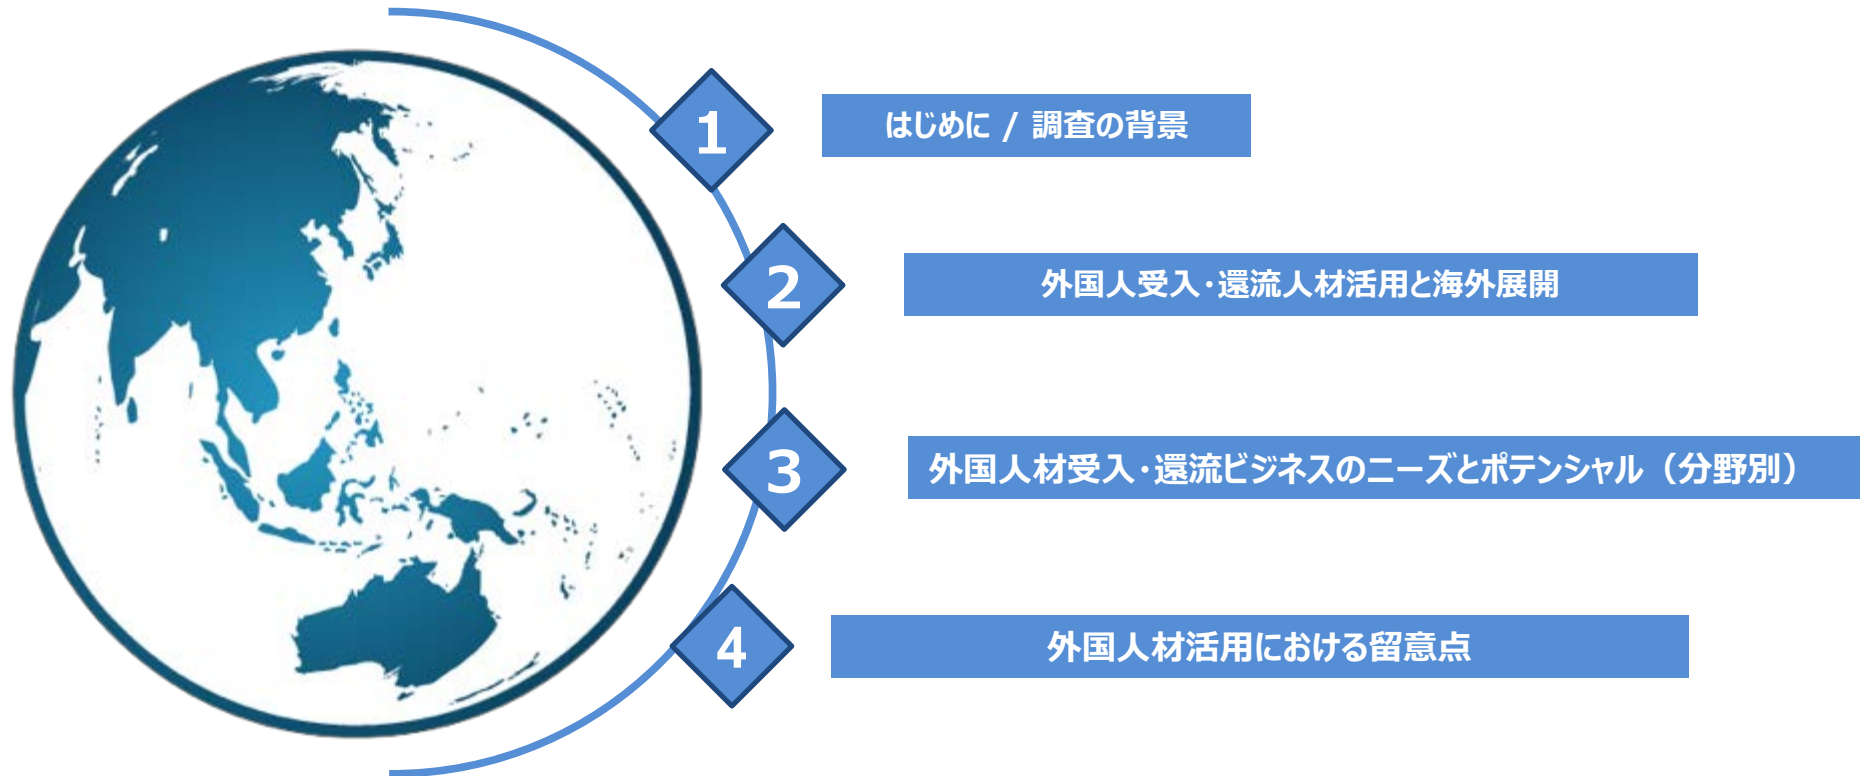 1
はじめに / 調査の背景
2
外国人受入・還流人材活用と海外展開
3
外国人材受入・還流ビジネスのニーズとポテンシャル（分野別）
4
外国人材活用における留意点